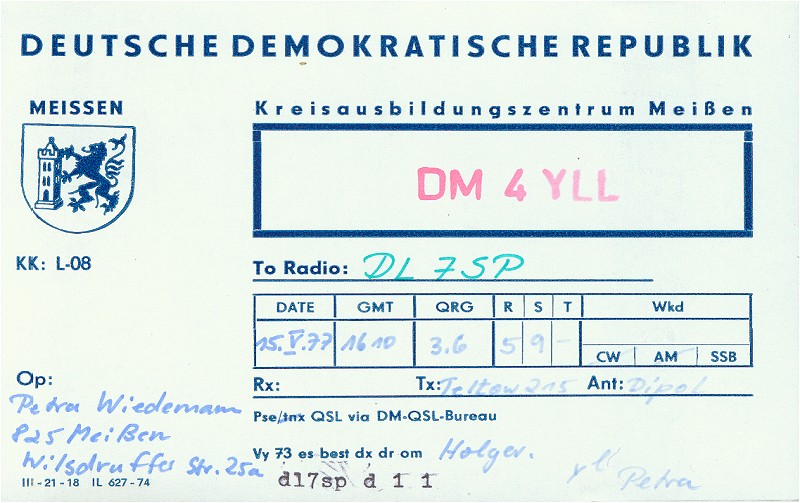 DEUTSCHE DEMOKRATISCHE REPUBLIK
MEISSEN
Kreisausbildungszentrum Meißen
DM 4 YLL
KK: L-08
To Radio: DL 7SP
DATE GMT QRG R S T Wkd
15.V.77 1610 3.6 5 9 -
CW AM SSB
Rx: Tx: Teltow 215 Ant: Dipol
Op:
Petra Wiedemann
825 Meißen
Wilsdruffer Str. 25a
Pse/tnx QSL via DM-QSL-Bureau
Vy 73 es best dx dr om Holger.
yl Petra
dl7sp d 1 1
III-21-18 IL 627-74